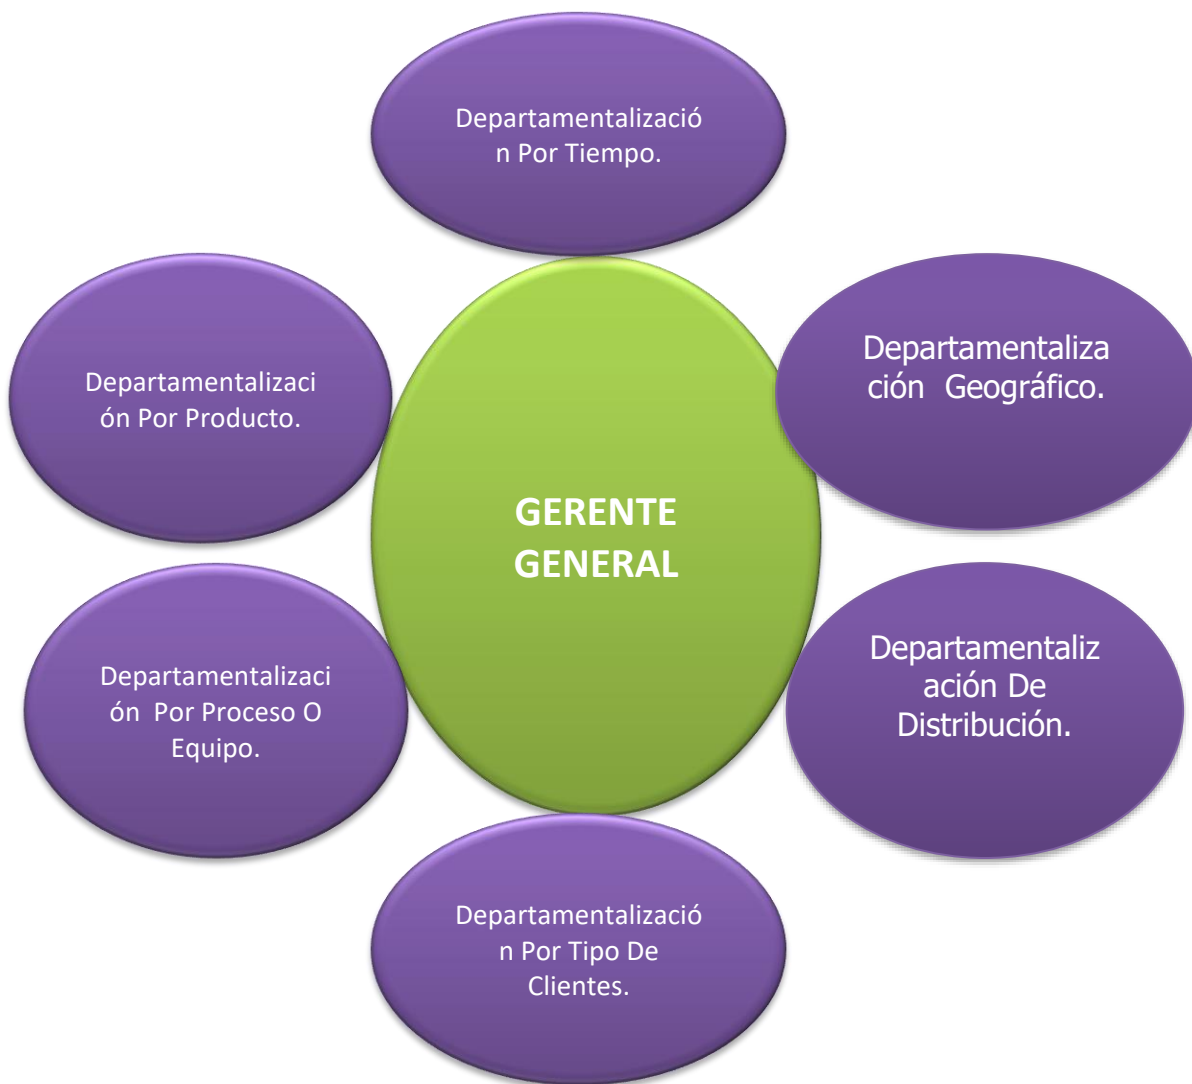 Departamentalizació
n Por Tiempo.
Departamentaliza
ción  Geográfico.
Departamentalizaci
ón Por Producto.
GERENTE
GENERAL
Departamentaliz
ación De
Distribución.
Departamentalizaci
ón  Por Proceso O
Equipo.
Departamentalizació
n Por Tipo De
Clientes.